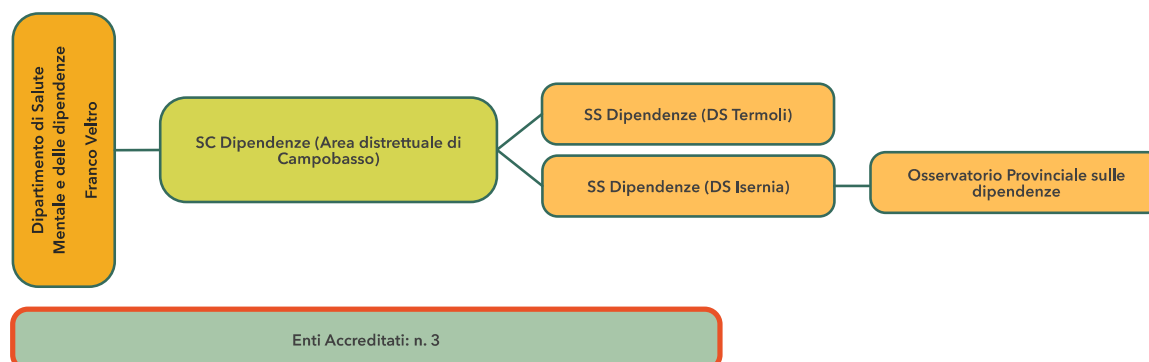 Dipartimento di Salute
Mentale e delle dipendenze
Franco Veltro
SC Dipendenze (Area distrettuale di
Campobasso)
SS Dipendenze (DS Termoli)
SS Dipendenze (DS Isernia)
Osservatorio Provinciale sulle
dipendenze
Enti Accreditati: n. 3